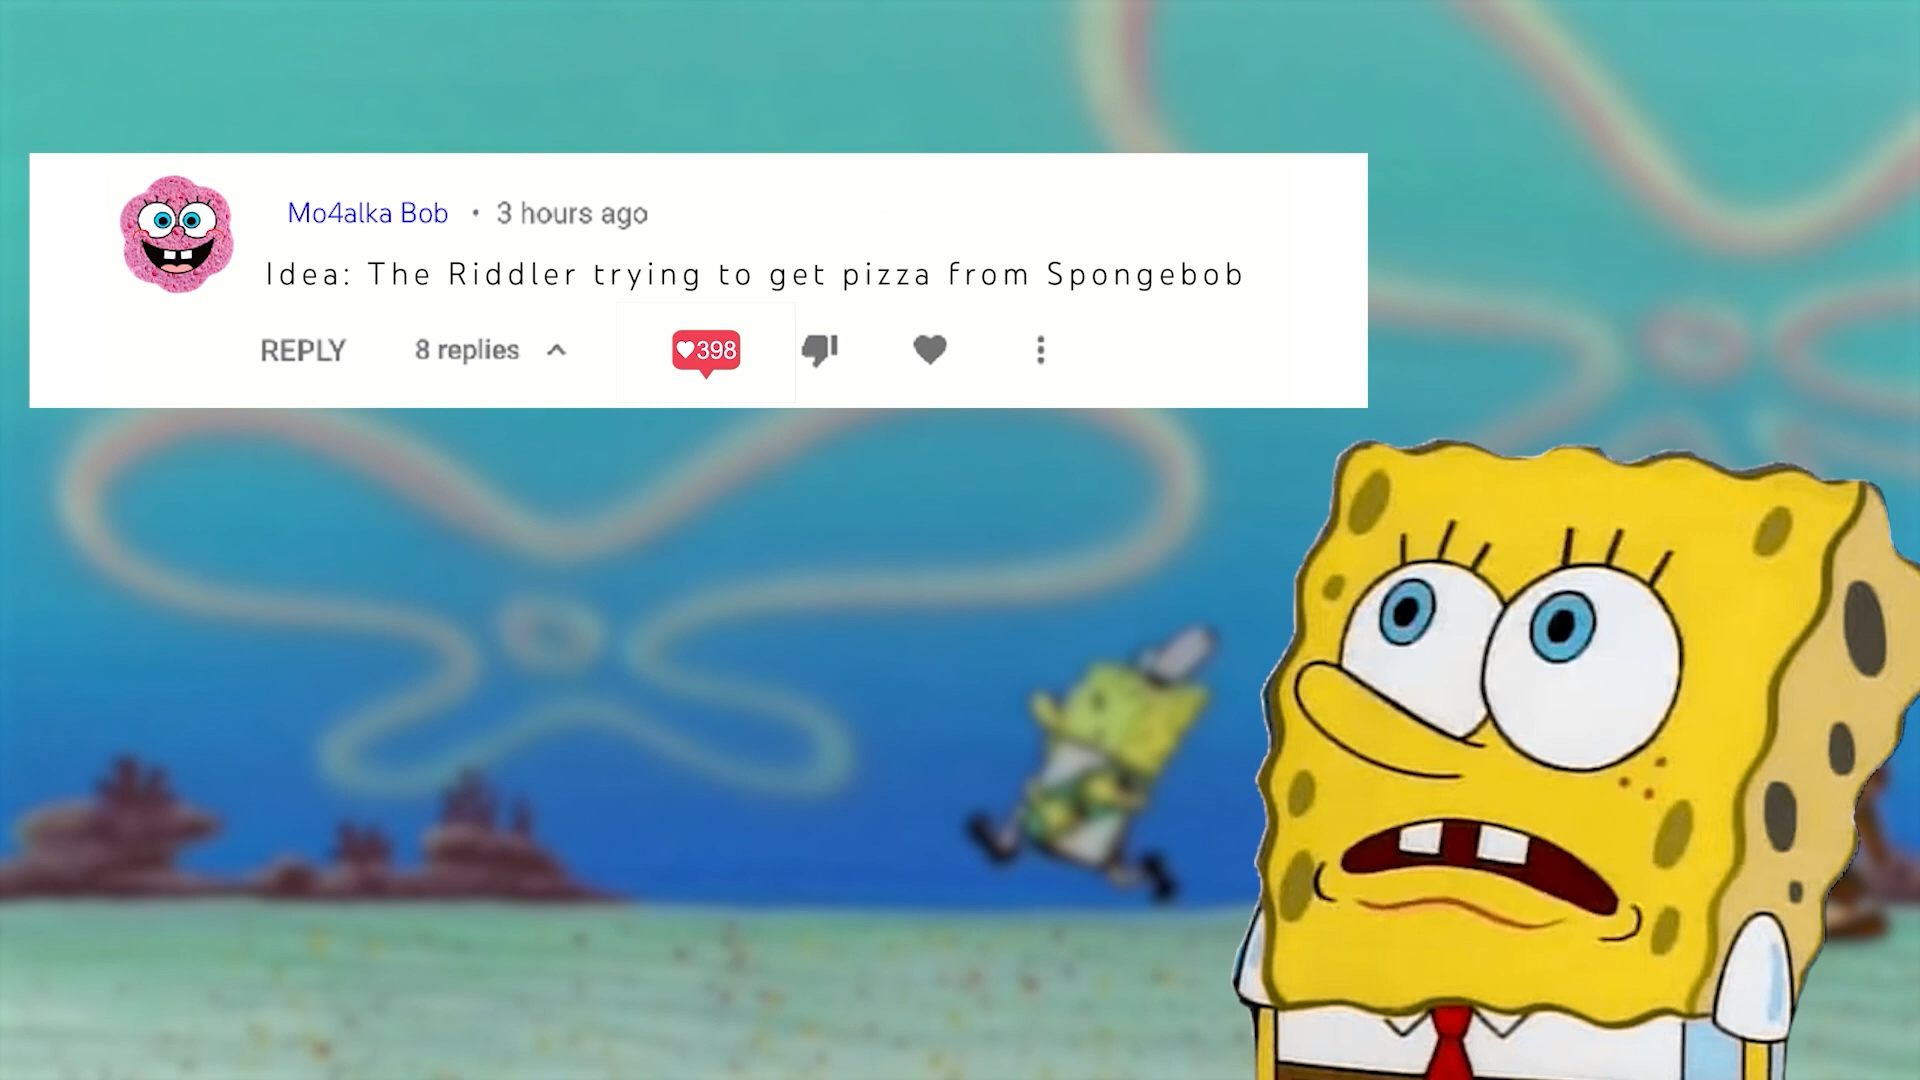 Mo4alka Bob • 3 hours ago
Idea: The Riddler trying to get pizza from Spongebob
REPLY 8 replies 398